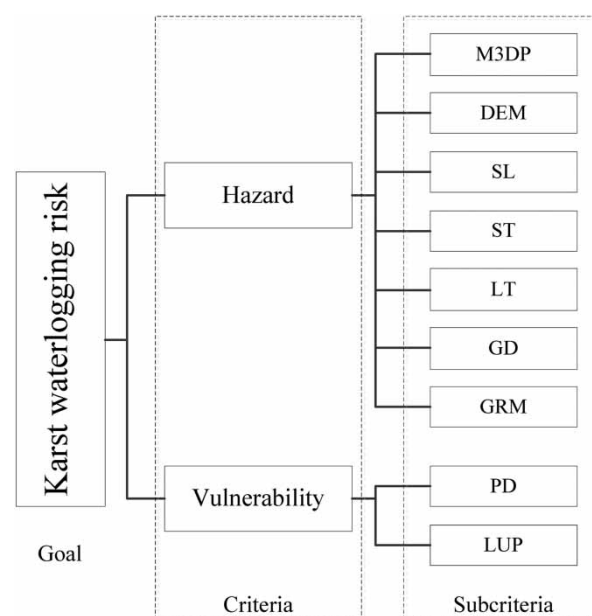 Karst waterlogging risk
Goal
Hazard
Vulnerability
Criteria
M3DP
DEM
SL
ST
LT
GD
GRM
PD
LUP
Subcriteria